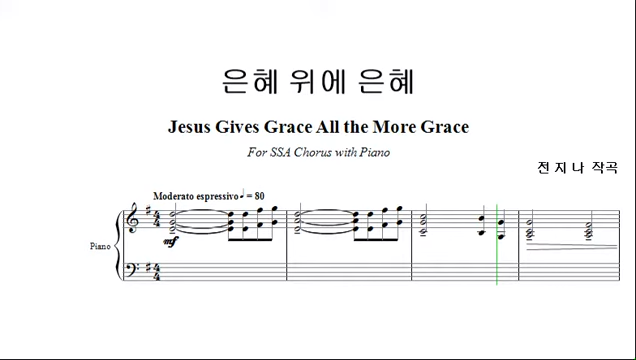 은혜 위에 은혜
Jesus Gives Grace All the More Grace
For SSA Chorus with Piano
전 지 나 작곡
Moderato espressivo ♩ = 80
Piano
mf